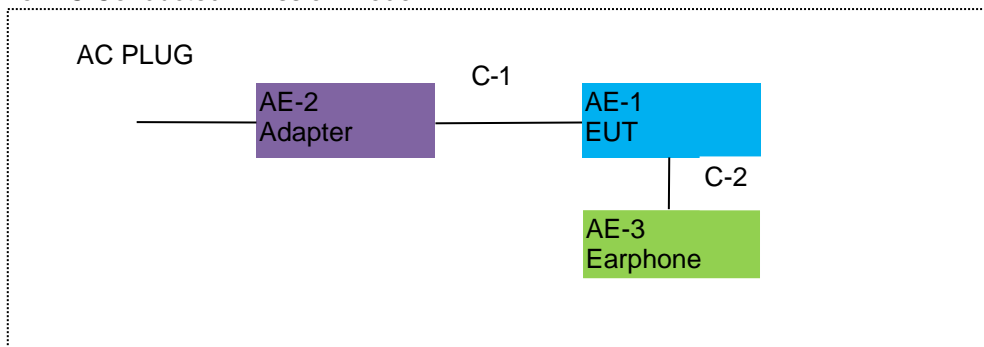 AC PLUG
C-1
AE-2
Adapter
AE-1
EUT
C-2
AE-3
Earphone